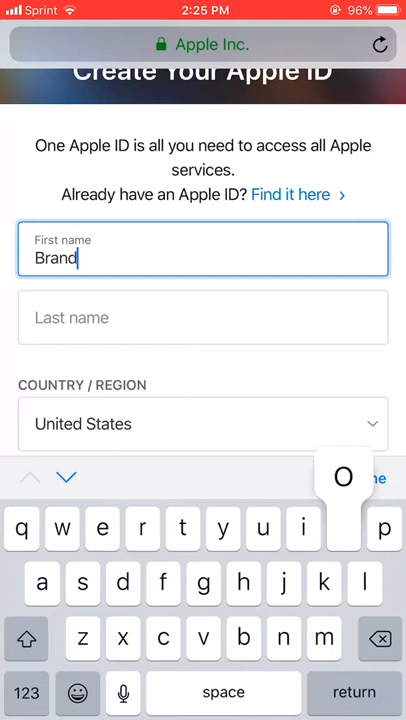 Sprint 2:25 PM 96%
Apple Inc.
Create Your Apple ID
One Apple ID is all you need to access all Apple
services.
Already have an Apple ID? Find it here >
First name
Brand
Last name
COUNTRY / REGION
United States
O
q w e r t y u i p
a s d f g h j k l
z x c v b n m
123 space return